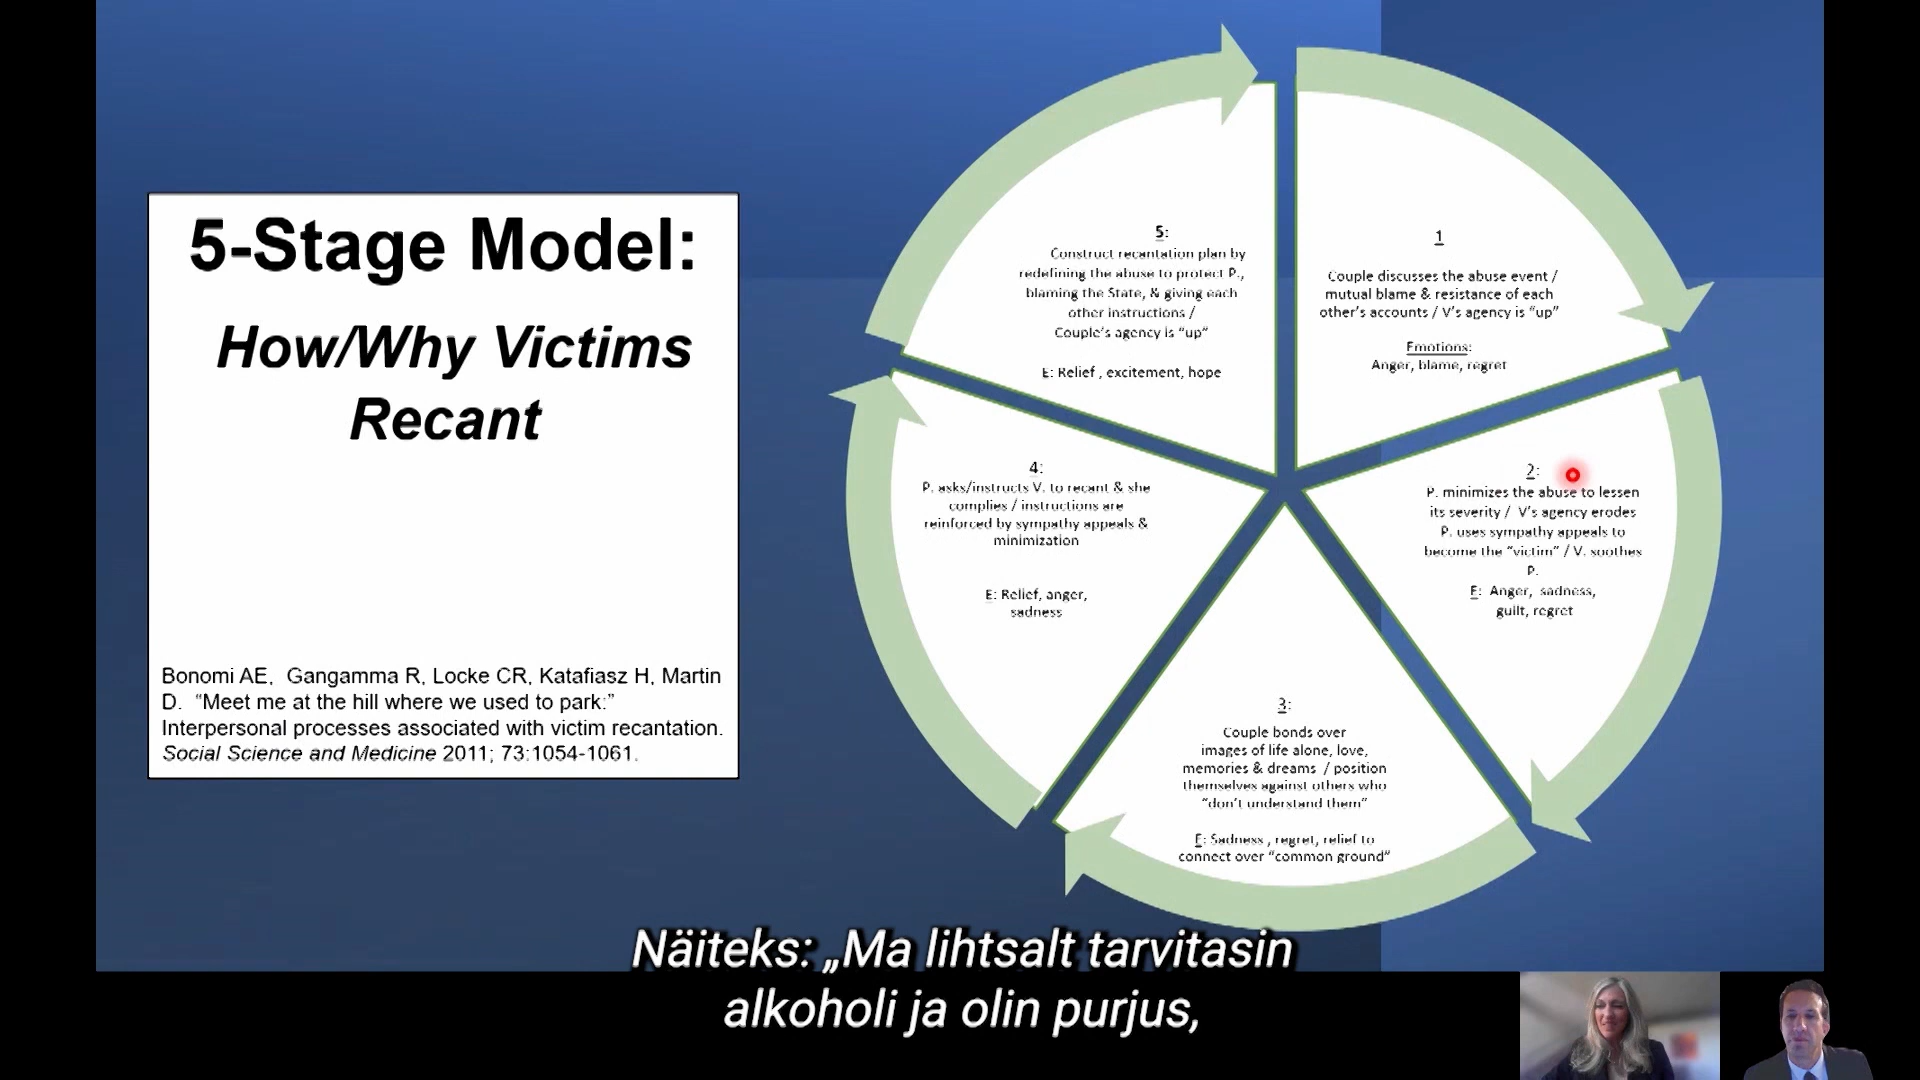 5-Stage Model:
How/Why Victims
Recant
Bonomi AE, Gangamma R, Locke CR, Katafiasz H, Martin
D. “Meet me at the hill where we used to park:”
Interpersonal processes associated with victim recantation.
Social Science and Medicine 2011; 73:1054-1061.
1
Couple discusses the abuse event /
mutual blame & resistance of each
other’s accounts / V’s agency is “up”
Emotions:
Anger, blame, regret
2:
P. minimizes the abuse to lessen
its severity / V’s agency erodes
P. uses sympathy appeals to
become the “victim” / V. soothes
P.
E: Anger, sadness,
guilt, regret
3:
Couple bonds over
images of life alone, love,
memories & dreams / position
themselves against others who
“don’t understand them”
E: Sadness , regret, relief to
connect over “common ground”
4:
P. asks/instructs V. to recant & she
complies / instructions are
reinforced by sympathy appeals &
minimization
E: Relief, anger,
sadness
5:
Construct recantation plan by
redefining the abuse to protect P.,
blaming the State, & giving each
other instructions /
Couple’s agency is “up”
E: Relief , excitement, hope
Näiteks: „Ma lihtsalt tarvitasin
alkoholi ja olin purjus,